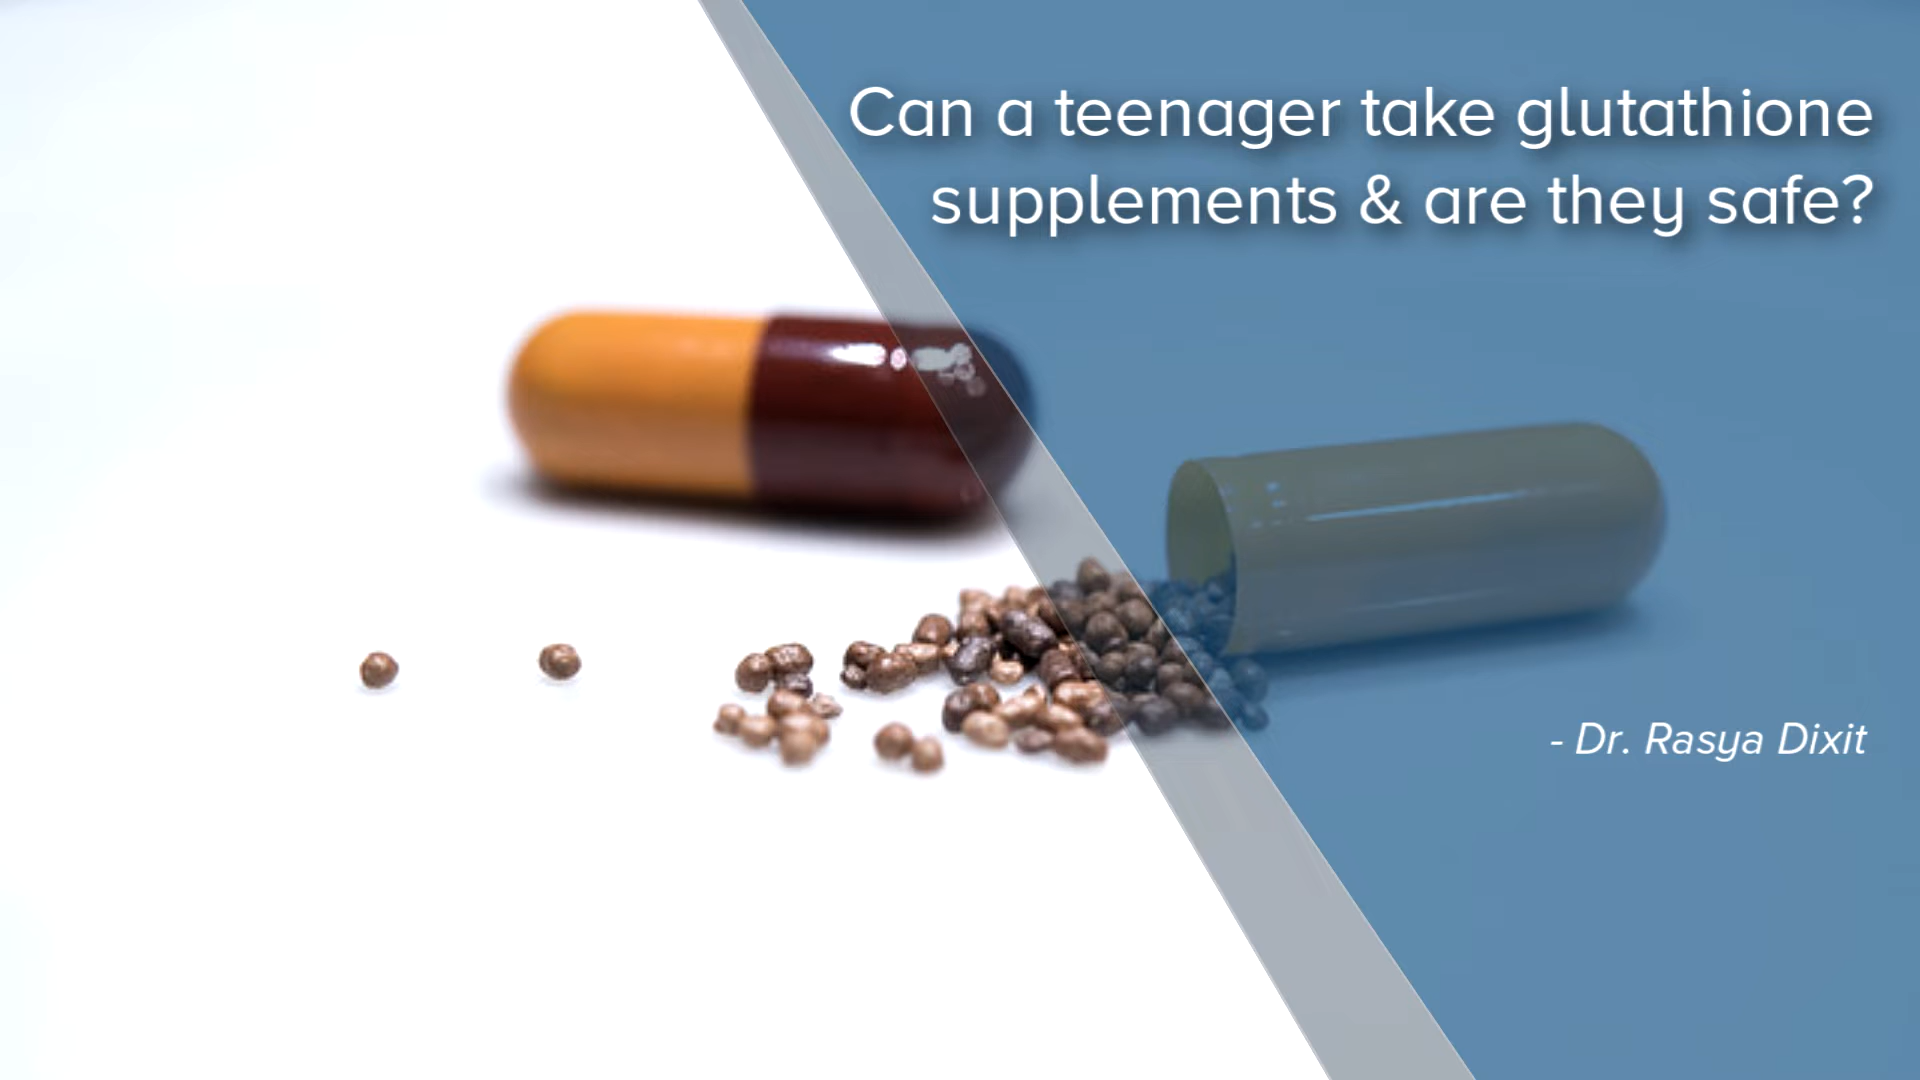 Can a teenager take glutathione
supplements & are they safe?
- Dr. Rasya Dixit